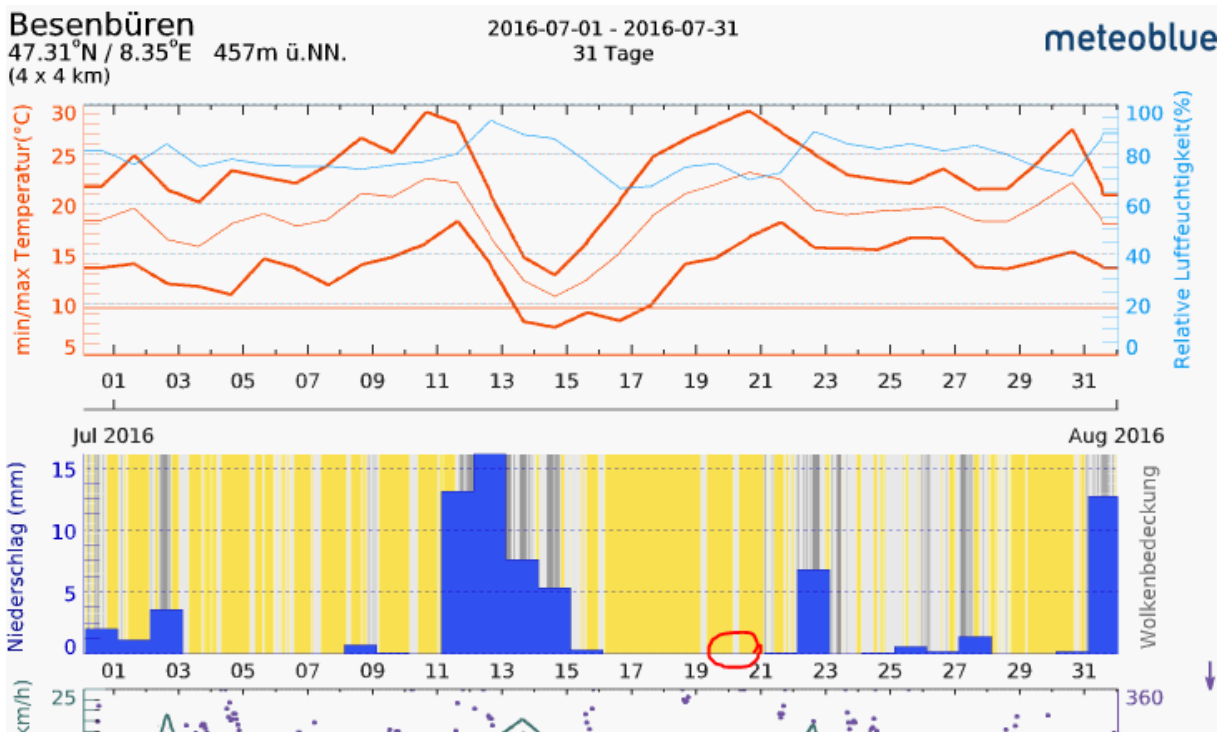 Besenbüren
47.31°N / 8.35°E 457m ü.NN.
(4 x 4 km)
2016-07-01 - 2016-07-31
31 Tage
meteoblue
min/max Temperatur(°C)
30
25
20
15
10
5
Relative Luftfeuchtigkeit(%)
100
80
60
40
20
0
01 03 05 07 09 11 13 15 17 19 21 23 25 27 29 31
Jul 2016 Aug 2016
Niederschlag (mm)
15
10
5
0
Wolkenbedeckung
01 03 05 07 09 11 13 15 17 19 21 23 25 27 29 31
km/h)
25
360